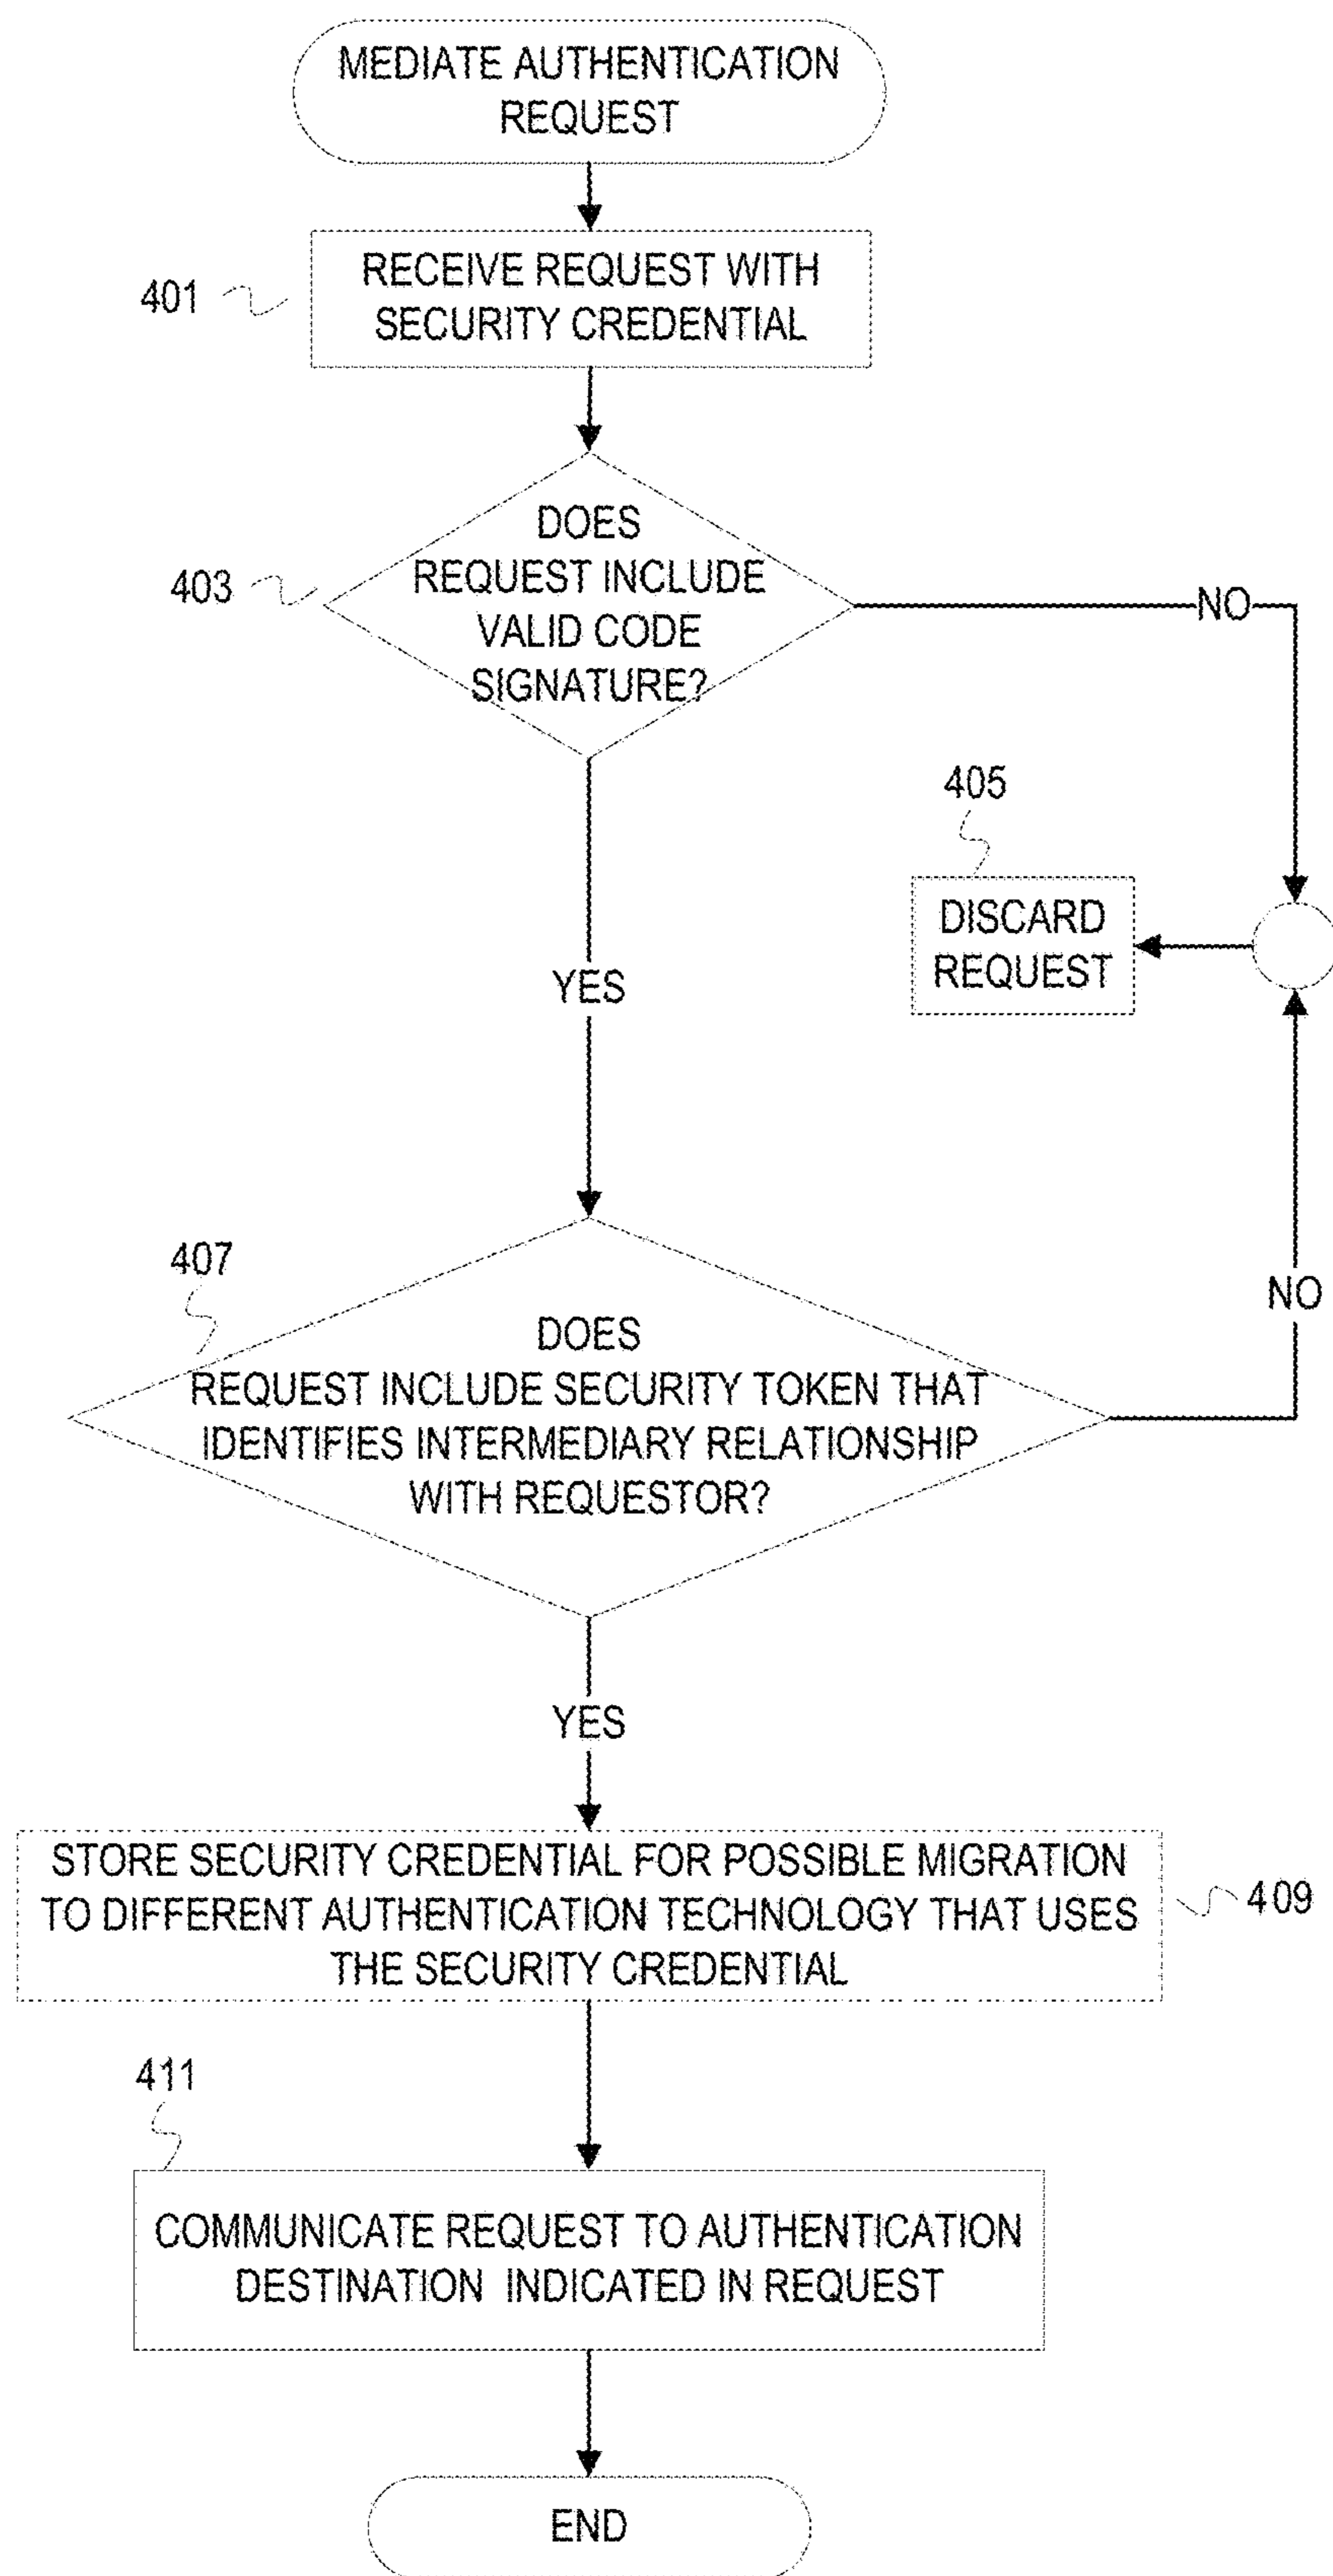 MEDIATE AUTHENTICATION
REQUEST
401
RECEIVE REQUEST WITH
SECURITY CREDENTIAL
403
DOES
REQUEST INCLUDE
VALID CODE
SIGNATURE?
NO
405
DISCARD
REQUEST
YES
407
DOES
REQUEST INCLUDE SECURITY TOKEN THAT
IDENTIFIES INTERMEDIARY RELATIONSHIP
WITH REQUESTOR?
NO
YES
STORE SECURITY CREDENTIAL FOR POSSIBLE MIGRATION
TO DIFFERENT AUTHENTICATION TECHNOLOGY THAT USES
THE SECURITY CREDENTIAL
409
411
COMMUNICATE REQUEST TO AUTHENTICATION
DESTINATION INDICATED IN REQUEST
END